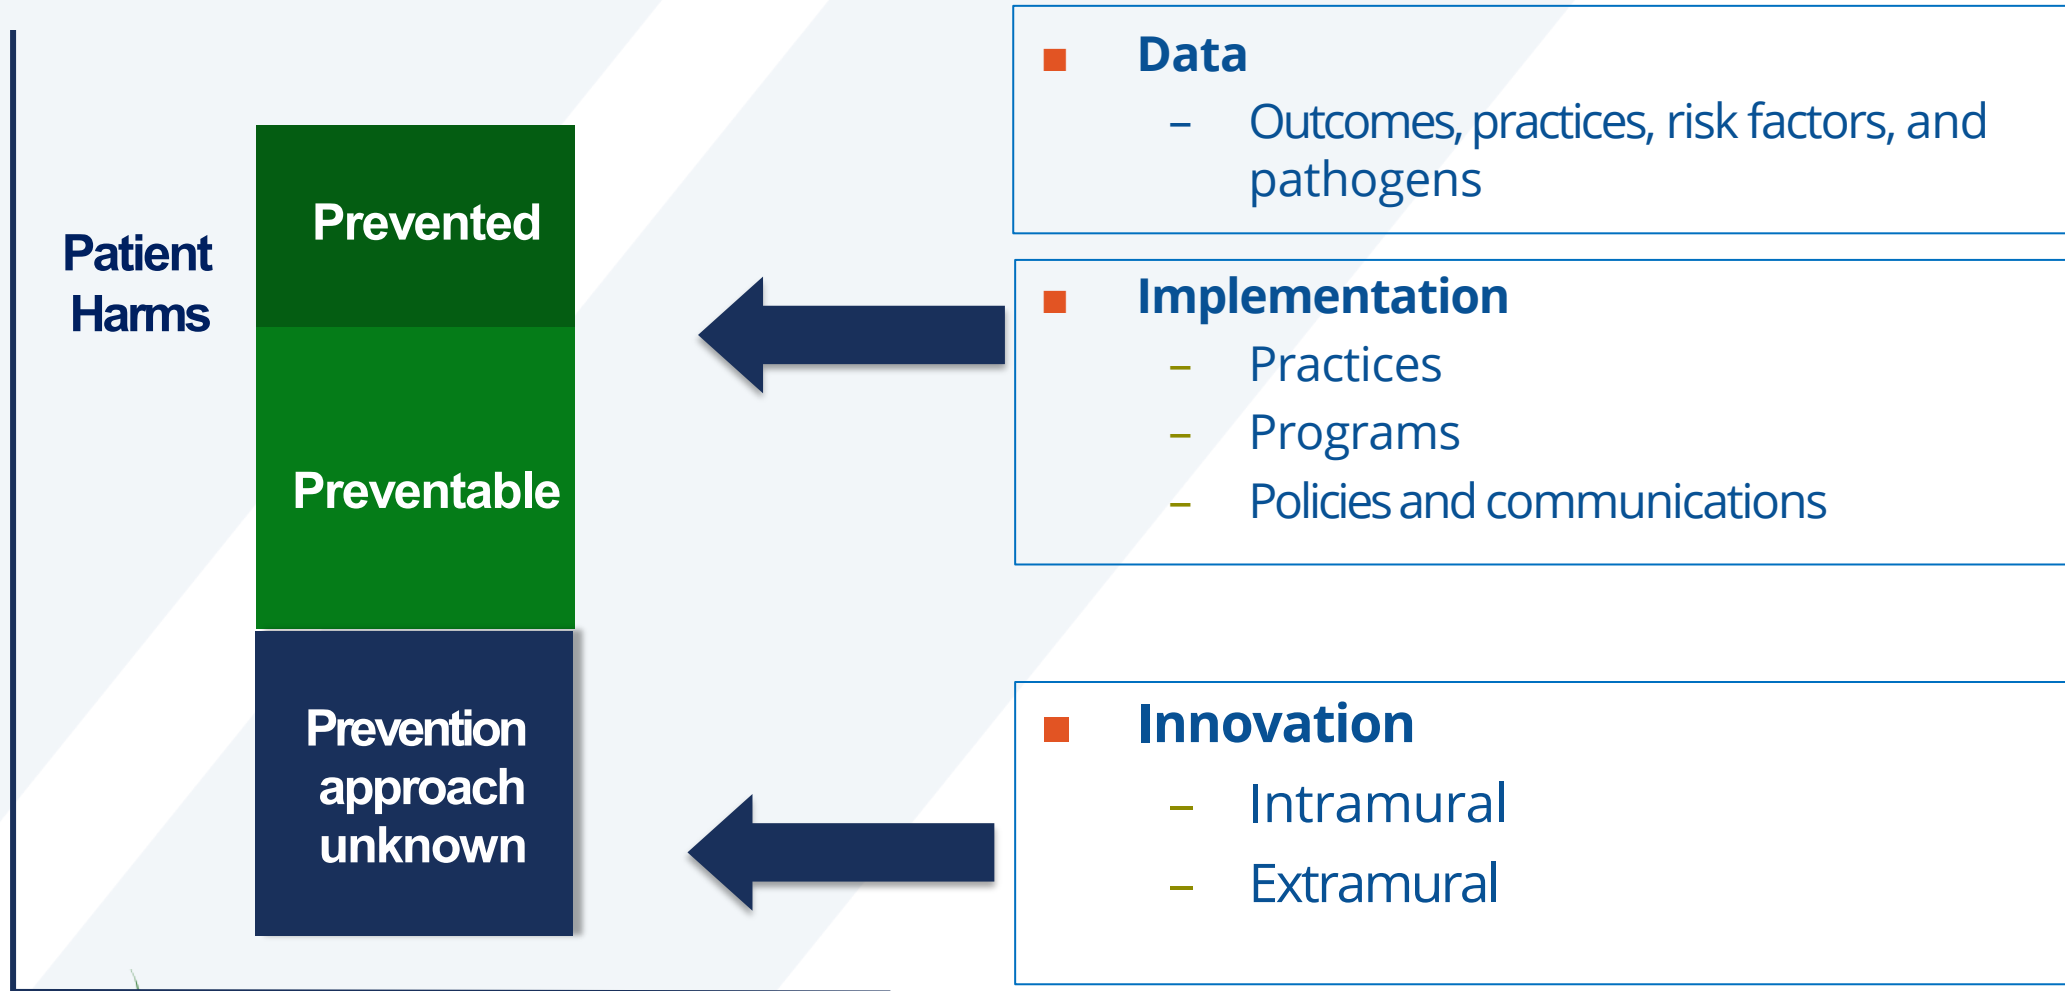 Patient
Harms
Prevented
Preventable
Prevention
approach
unknown
■ Data
– Outcomes, practices, risk factors, and
pathogens
■ Implementation
– Practices
– Programs
– Policies and communications
■ Innovation
– Intramural
– Extramural